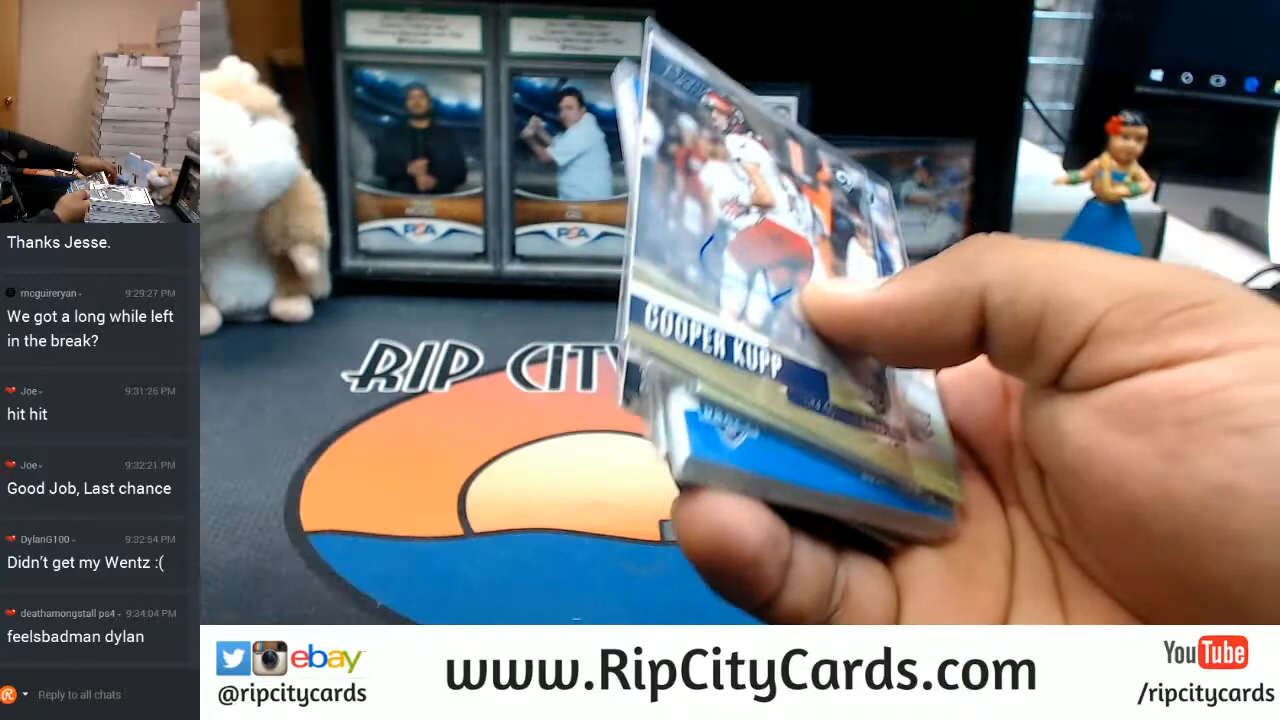 Thanks Jesse.
mcguireryan
9:29:27 PM
We got a long while left
in the break?
Joe
9:31:26 PM
hit hit
Joe
9:32:21 PM
Good Job, Last chance
DylanG100
9:32:54 PM
Didn't get my Wentz :(
deathamongstall ps4
9:34:04 PM
feelsbadman dylan
Reply to all chats
PSA
PSA
COOPER KUPP
RIP CITY
ebay
@ripcitycards
www.RipCityCards.com
YouTube
/ripcitycards